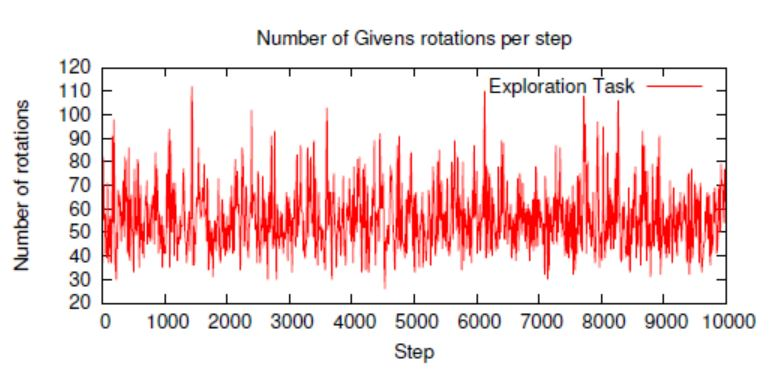 Number of Givens rotations per step
Number of rotations
120
110
100
90
80
70
60
50
40
30
20
Exploration Task
0 1000 2000 3000 4000 5000 6000 7000 8000 9000 10000
Step